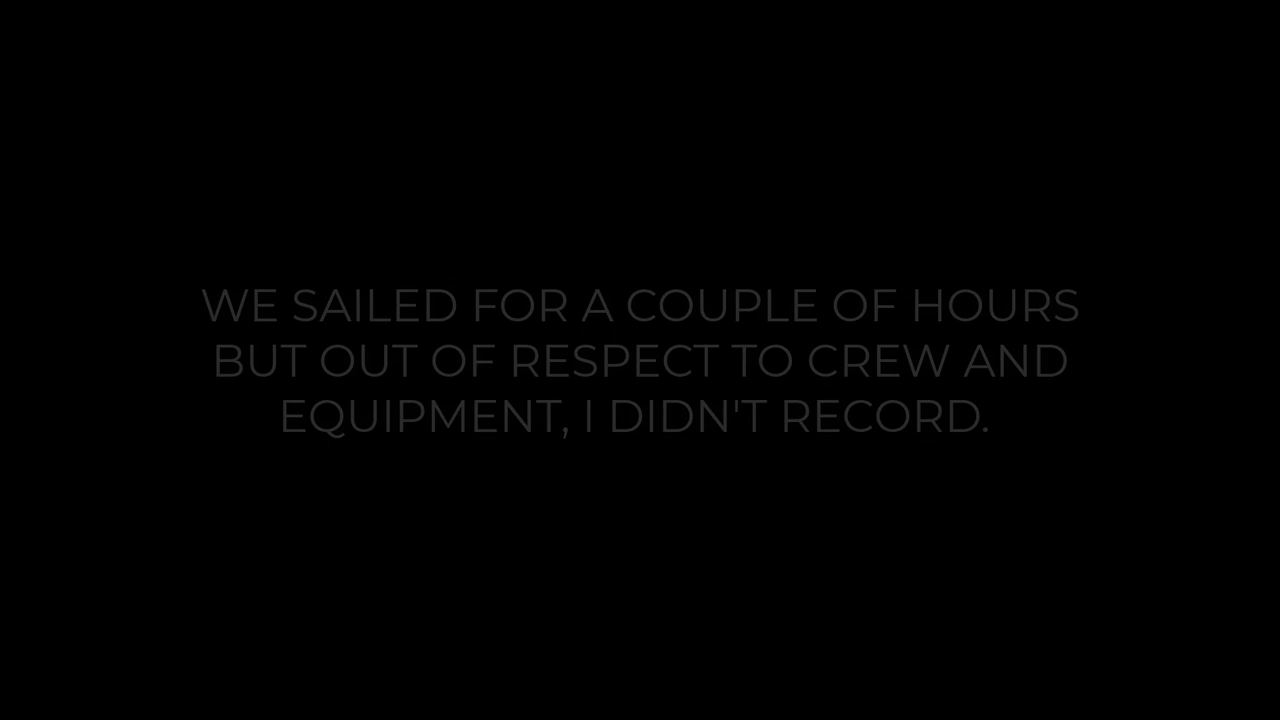 WE SAILED FOR A COUPLE OF HOURS
BUT OUT OF RESPECT TO CREW AND
EQUIPMENT, I DIDN'T RECORD.